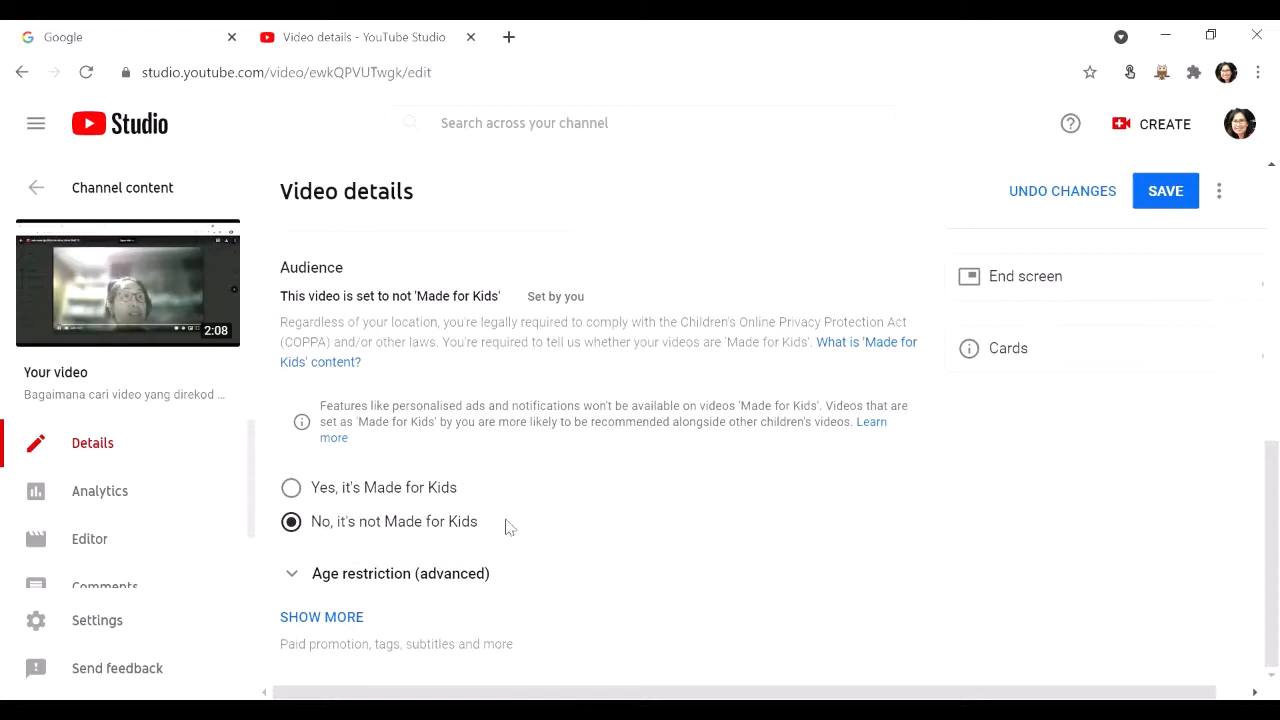 Google
Video details - YouTube Studio
studio.youtube.com/video/ewkQPVUTwgk/edit
Studio
Search across your channel
CREATE
Channel content
Video details
UNDO CHANGES
SAVE
2:08
Your video
Bagaimana cari video yang direkod ...
Details
Analytics
Editor
Comments
Settings
Send feedback
Audience
This video is set to not 'Made for Kids' Set by you
Regardless of your location, you're legally required to comply with the Children's Online Privacy Protection Act
(COPPA) and/or other laws. You're required to tell us whether your videos are 'Made for Kids'. What is 'Made for
Kids' content?
Features like personalised ads and notifications won't be available on videos 'Made for Kids'. Videos that are
set as 'Made for Kids' by you are more likely to be recommended alongside other children's videos. Learn
more
Yes, it's Made for Kids
No, it's not Made for Kids
Age restriction (advanced)
SHOW MORE
Paid promotion, tags, subtitles and more
End screen
Cards